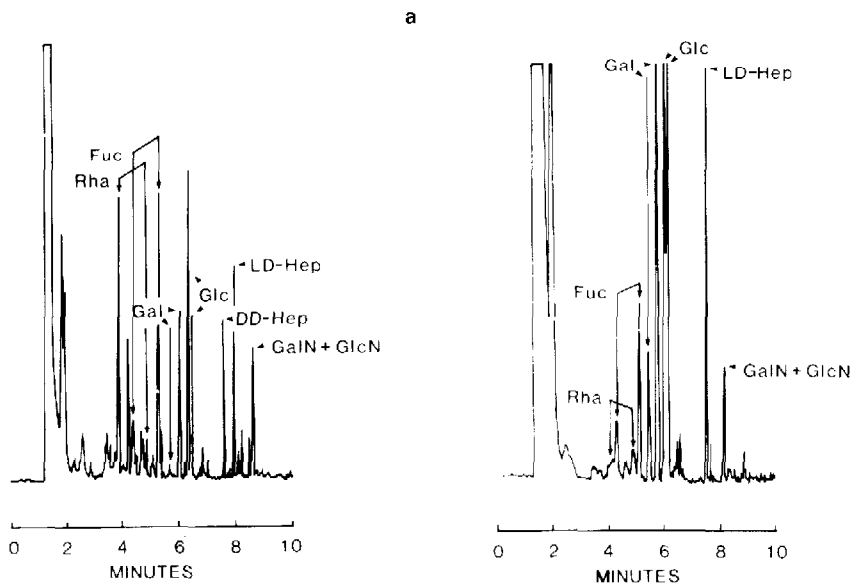 a
Fuc
Rha
LD-Hep
Glc
Gal
DD-Hep
GalN + GlcN
0 2 4 6 8 10
MINUTES
Glc
Gal
LD-Hep
Fuc
GalN + GlcN
Rha
0 2 4 6 8 10
MINUTES